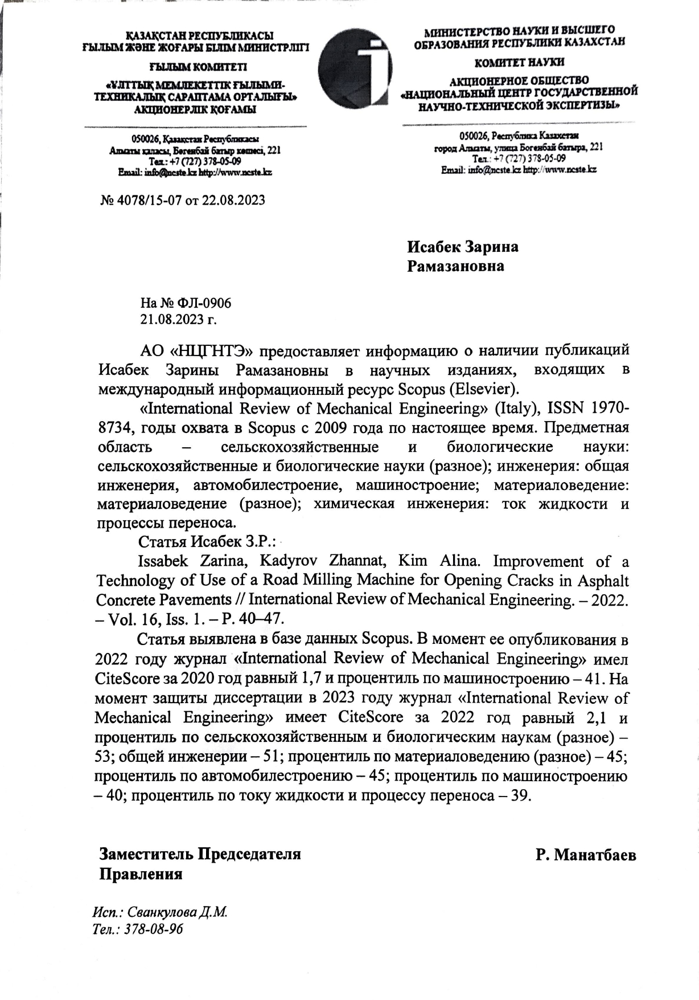 ҚАЗАҚСТАН РЕСПУБЛИКАСЫ
ҒЫЛЫМ ЖӘНЕ ЖОҒАРЫ БІЛІМ МИНИСТРЛІГІ
ҒЫЛЫМ КОМИТЕТІ
«ҰЛТТЫҚ МЕМЛЕКЕТТІК ҒЫЛЫМИ-
ТЕХНИКАЛЫҚ САРАПТАМА ОРТАЛЫҒЫ»
АКЦИОНЕРЛІК ҚОҒАМЫ
050026, Қазақстан Республикасы
Алматы қаласы, Бөгенбай батыр көшесі, 221
Тел.: +7 (727) 378-05-09
Email: info@ncste.kz http://www.ncste.kz
МИНИСТЕРСТВО НАУКИ И ВЫСШЕГО
ОБРАЗОВАНИЯ РЕСПУБЛИКИ КАЗАХСТАН
КОМИТЕТ НАУКИ
АКЦИОНЕРНОЕ ОБЩЕСТВО
«НАЦИОНАЛЬНЫЙ ЦЕНТР ГОСУДАРСТВЕННОЙ
НАУЧНО-ТЕХНИЧЕСКОЙ ЭКСПЕРТИЗЫ»
050026, Республика Казахстан
город Алматы, улица Богенбай батыра, 221
Тел.: +7 (727) 378-05-09
Email: info@ncste.kz http://www.ncste.kz
№ 4078/15-07 от 22.08.2023
Исабек Зарина
Рамазановна
На № ФЛ-0906
21.08.2023 г.
АО «НЦГНТЭ» предоставляет информацию о наличии публикаций
Исабек Зарины Рамазановны в научных изданиях, входящих в
международный информационный ресурс Scopus (Elsevier).
«International Review of Mechanical Engineering» (Italy), ISSN 1970-
8734, годы охвата в Scopus с 2009 года по настоящее время. Предметная
область – сельскохозяйственные и биологические науки:
сельскохозяйственные и биологические науки (разное); инженерия: общая
инженерия, автомобилестроение, машиностроение; материаловедение:
материаловедение (разное); химическая инженерия: ток жидкости и
процессы переноса.
Статья Исабек З.Р.:
Issabek Zarina, Kadyrov Zhannat, Kim Alina. Improvement of a
Technology of Use of a Road Milling Machine for Opening Cracks in Asphalt
Concrete Pavements // International Review of Mechanical Engineering. – 2022.
– Vol. 16, Iss. 1. – P. 40–47.
Статья выявлена в базе данных Scopus. В момент ее опубликования в
2022 году журнал «International Review of Mechanical Engineering» имел
CiteScore за 2020 год равный 1,7 и процентиль по машиностроению – 41. На
момент защиты диссертации в 2023 году журнал «International Review of
Mechanical Engineering» имеет CiteScore за 2022 год равный 2,1 и
процентиль по сельскохозяйственным и биологическим наукам (разное) –
53; общей инженерии – 51; процентиль по материаловедению (разное) – 45;
процентиль по автомобилестроению – 45; процентиль по машиностроению
– 40; процентиль по току жидкости и процессу переноса – 39.
Заместитель Председателя
Правления
Р. Манатбаев
Исп.: Сванкулова Д.М.
Тел.: 378-08-96